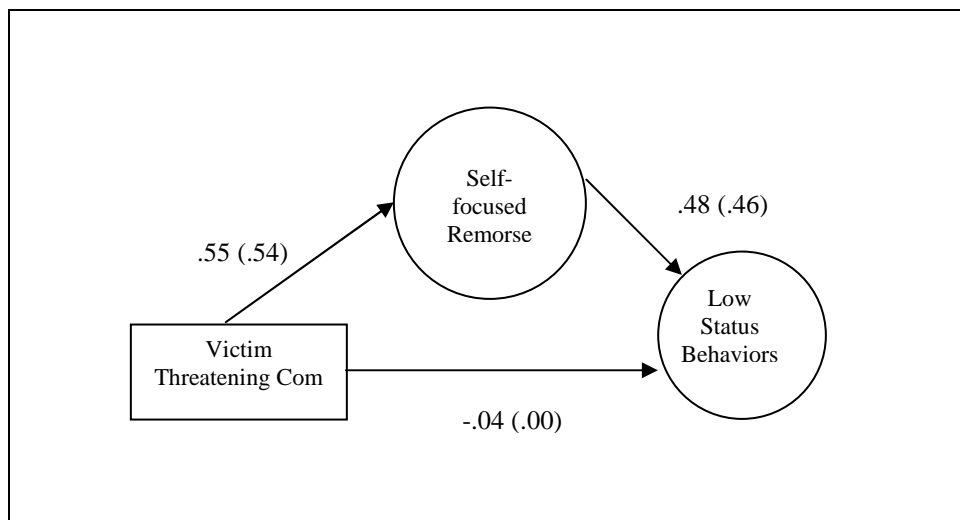 Self-
focused
Remorse
.48 (.46)
.55 (.54)
Low
Status
Behaviors
Victim
Threatening Com
-.04 (.00)